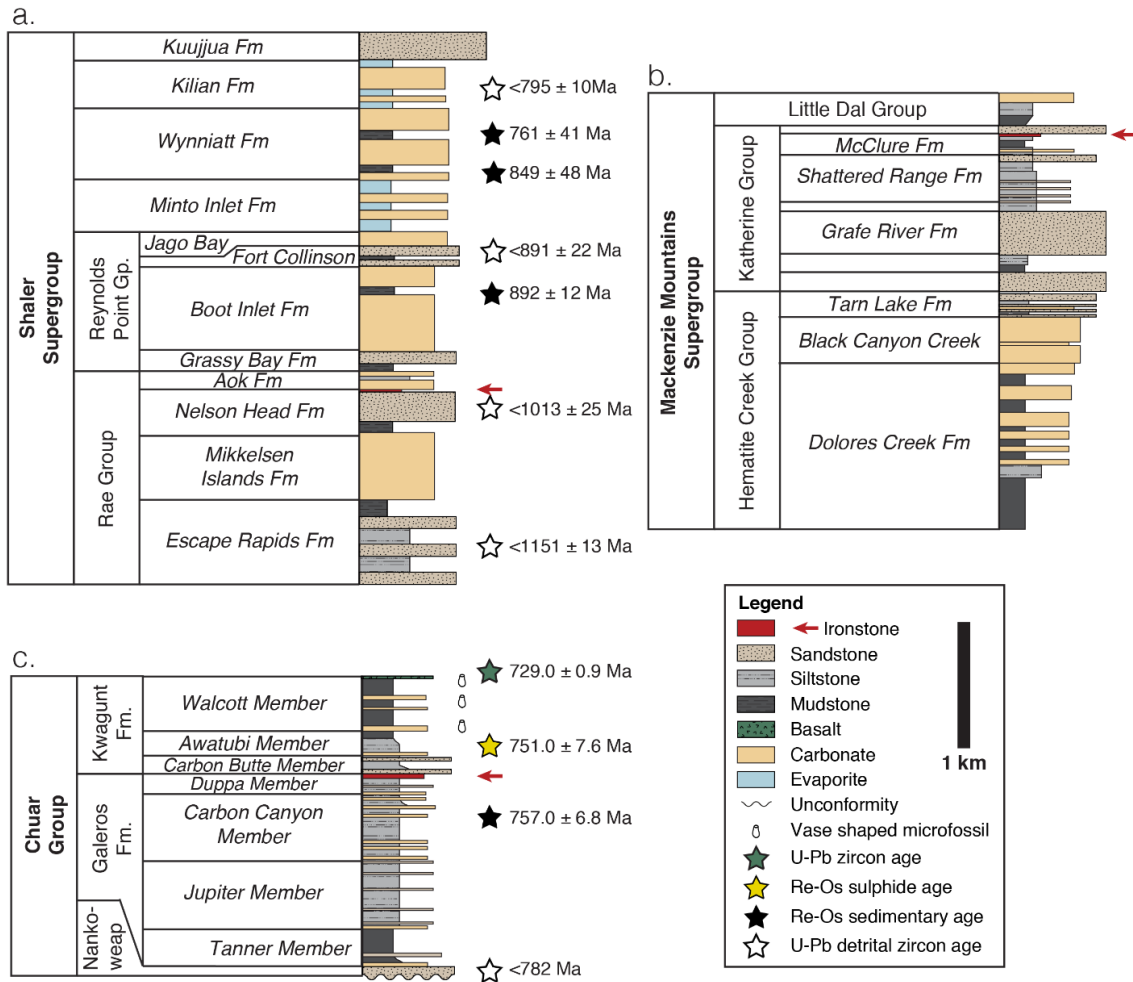 a.
Shaler
Supergroup
Kuujjua Fm
Kilian Fm
<795 ± 10Ma
Wynniatt Fm
761 ± 41 Ma
849 ± 48 Ma
Minto Inlet Fm
Reynolds
Point Gp.
Jago Bay
Fort Collinson
<891 ± 22 Ma
Boot Inlet Fm
892 ± 12 Ma
Grassy Bay Fm
Rae Group
Aok Fm
Nelson Head Fm
<1013 ± 25 Ma
Mikkelsen
Islands Fm
Escape Rapids Fm
<1151 ± 13 Ma
b.
Mackenzie Mountains
Supergroup
Little Dal Group
Katherine Group
McClure Fm
Shattered Range Fm
Grafe River Fm
Hematite Creek Group
Tarn Lake Fm
Black Canyon Creek
Dolores Creek Fm
c.
Chuar
Group
Kwagunt
Fm.
729.0 ± 0.9 Ma
Walcott Member
Awatubi Member
751.0 ± 7.6 Ma
Carbon Butte Member
Galeros
Fm.
Duppa Member
Carbon Canyon
Member
757.0 ± 6.8 Ma
Jupiter Member
Nanko-
weap
Tanner Member
<782 Ma
Legend
Ironstone
Sandstone
Siltstone
Mudstone
Basalt
Carbonate
Evaporite
Unconformity
Vase shaped microfossil
U-Pb zircon age
Re-Os sulphide age
Re-Os sedimentary age
U-Pb detrital zircon age
1 km